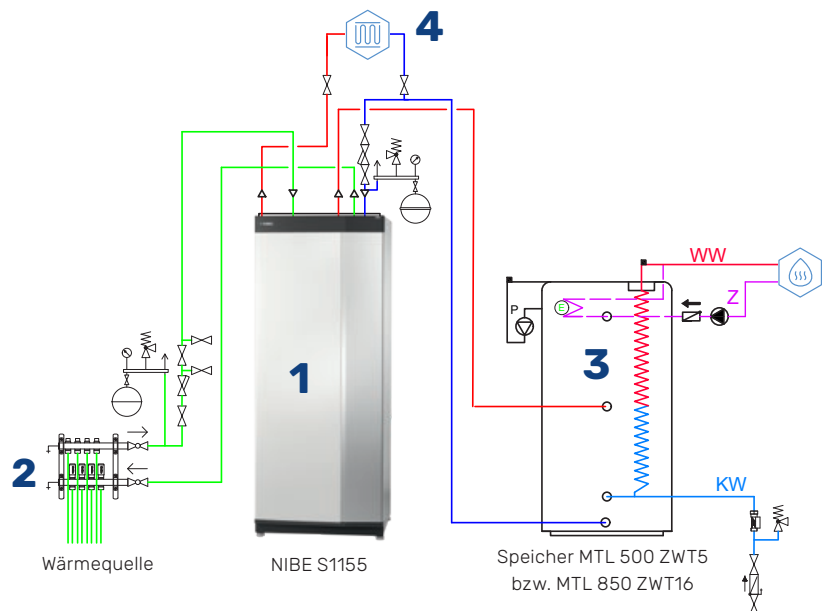 4
WW
Z
E
P
1
3
2
KW
Wärmequelle
NIBE S1155
Speicher MTL 500 ZWT5
bzw. MTL 850 ZWT16